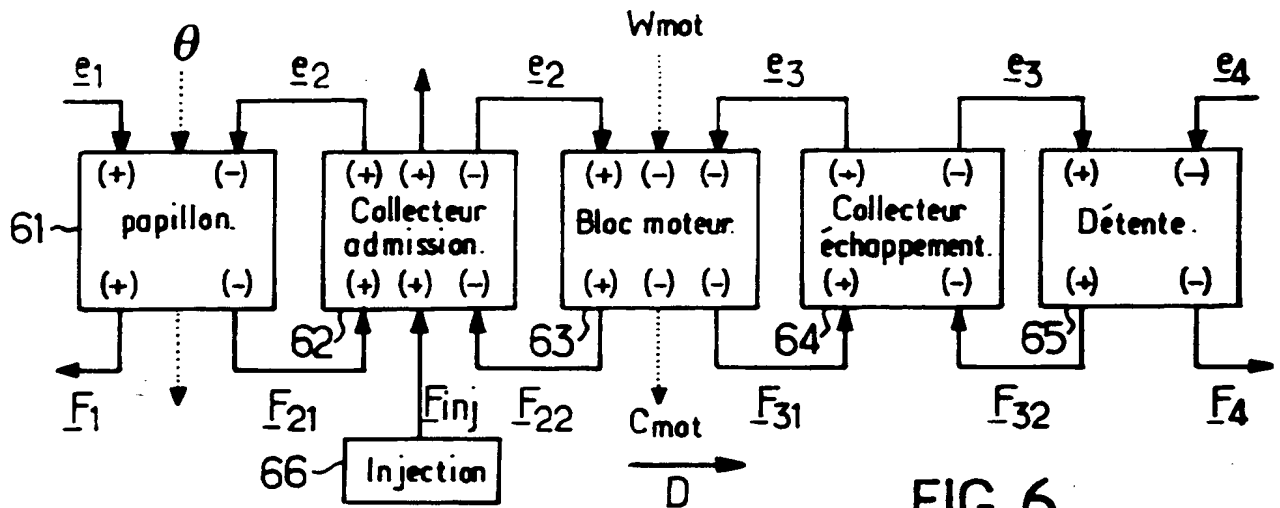 θ Wmot
e1 e2 e2 e3 e3 e4
(+) (-) (+) (+) (-) (+) (-) (-) (+) (-) (+) (-)
61 papillon. Collecteur admission. Bloc moteur. Collecteur échappement. Détente.
(+) (-) (+) (+) (-) (+) (-) (-) (+) (+) (-)
62 63 64 65
F1 F21 Finj F22 Cmot F31 F32 F4
66 Injection D
FIG. 6